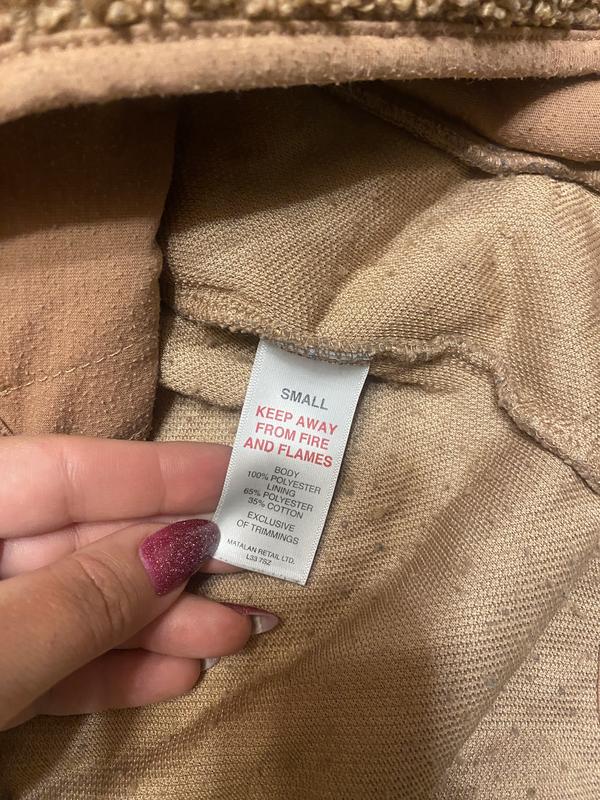 SMALL
KEEP AWAY
FROM FIRE
AND FLAMES
BODY
100% POLYESTER
LINING
65% POLYESTER
35% COTTON
EXCLUSIVE
OF TRIMMINGS
MATALAN RETAIL LTD.
L33 7SZ